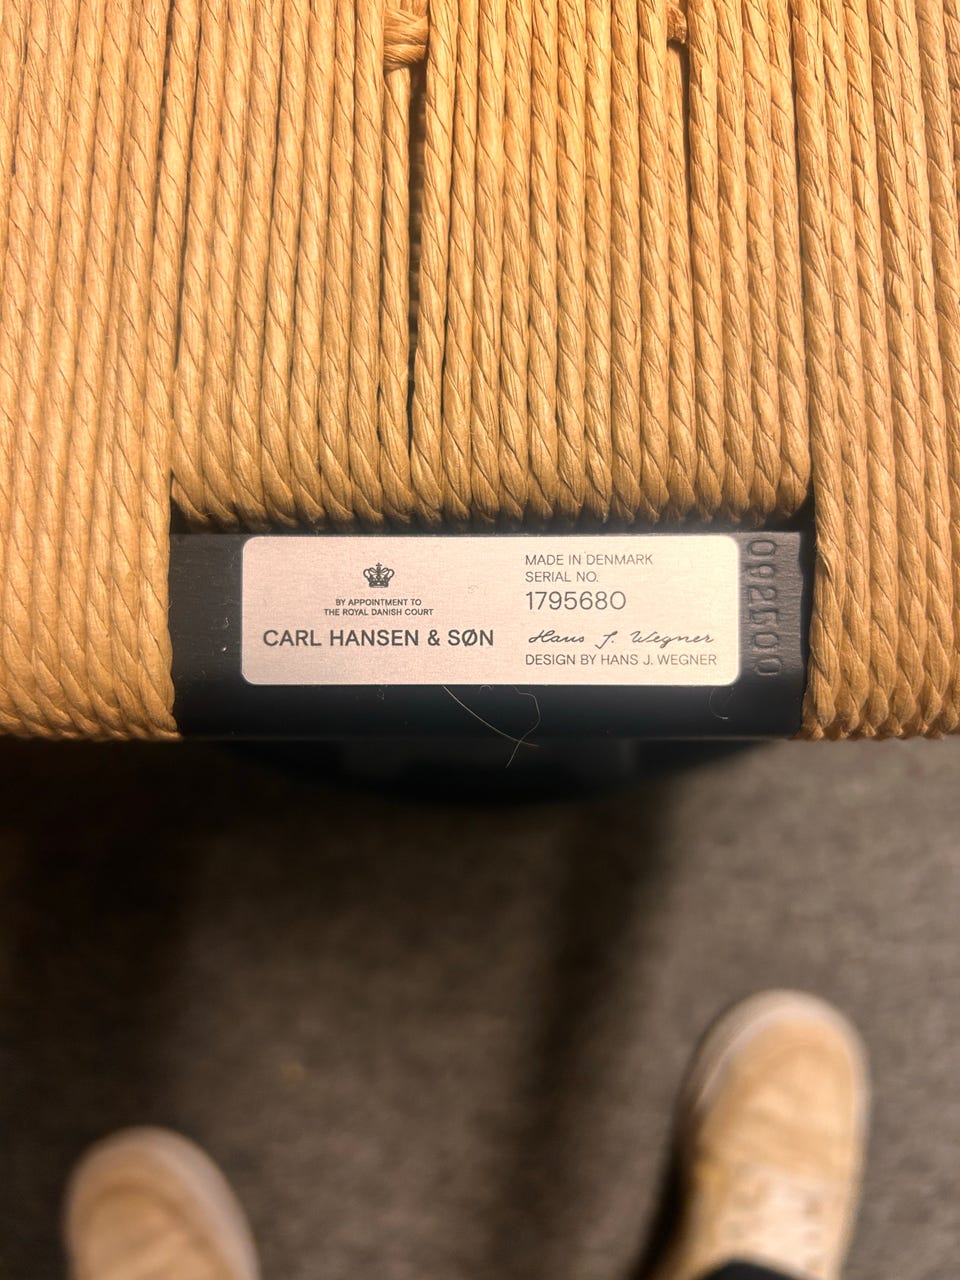 BY APPOINTMENT TO
THE ROYAL DANISH COURT
CARL HANSEN & SØN
MADE IN DENMARK
SERIAL NO.
1795680
Hans J. Wegner
DESIGN BY HANS J. WEGNER